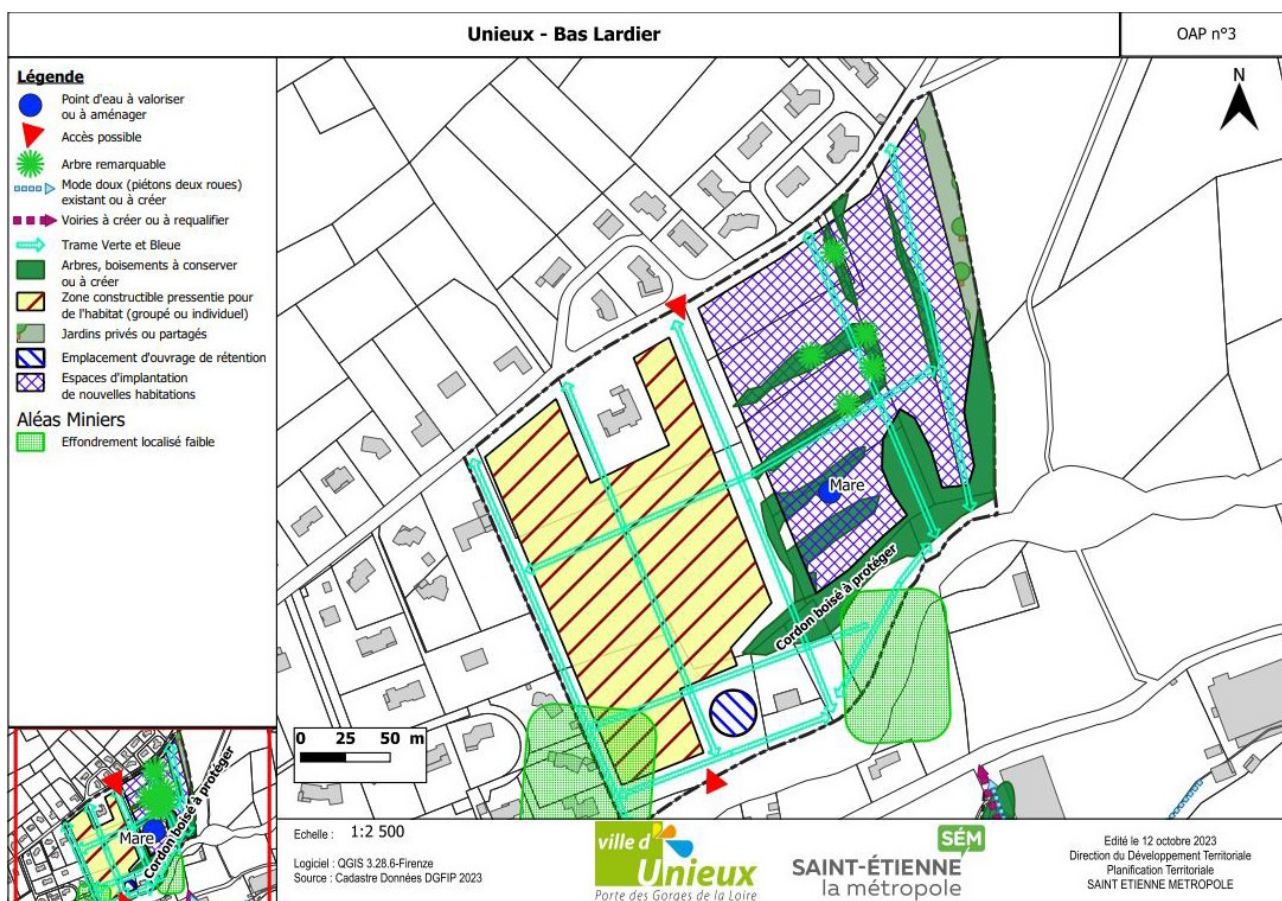 Unieux - Bas Lardier
OAP n°3
Légende
Point d'eau à valoriser
ou à aménager
Accès possible
Arbre remarquable
Mode doux (piétons deux roues)
existant ou à créer
Voiries à créer ou à requalifier
Trame Verte et Bleue
Arbres, boisements à conserver
ou à créer
Zone constructible pressentie pour
de l'habitat (groupé ou individuel)
Jardins privés ou partagés
Emplacement d'ouvrage de rétention
Espaces d'implantation
de nouvelles habitations
Aléas Miniers
Effondrement localisé faible
N
Mare
Cordon boisé à protéger
0 25 50 m
Mare
Cordon boisé à protéger
Echelle : 1:2 500
Logiciel : QGIS 3.28.6-Firenze
Source : Cadastre Données DGFIP 2023
ville d'
Unieux
Porte des Gorges de la Loire
SÉM
SAINT-ÉTIENNE
la métropole
Edité le 12 octobre 2023
Direction du Développement Territoriale
Planification Territoriale
SAINT ETIENNE METROPOLE